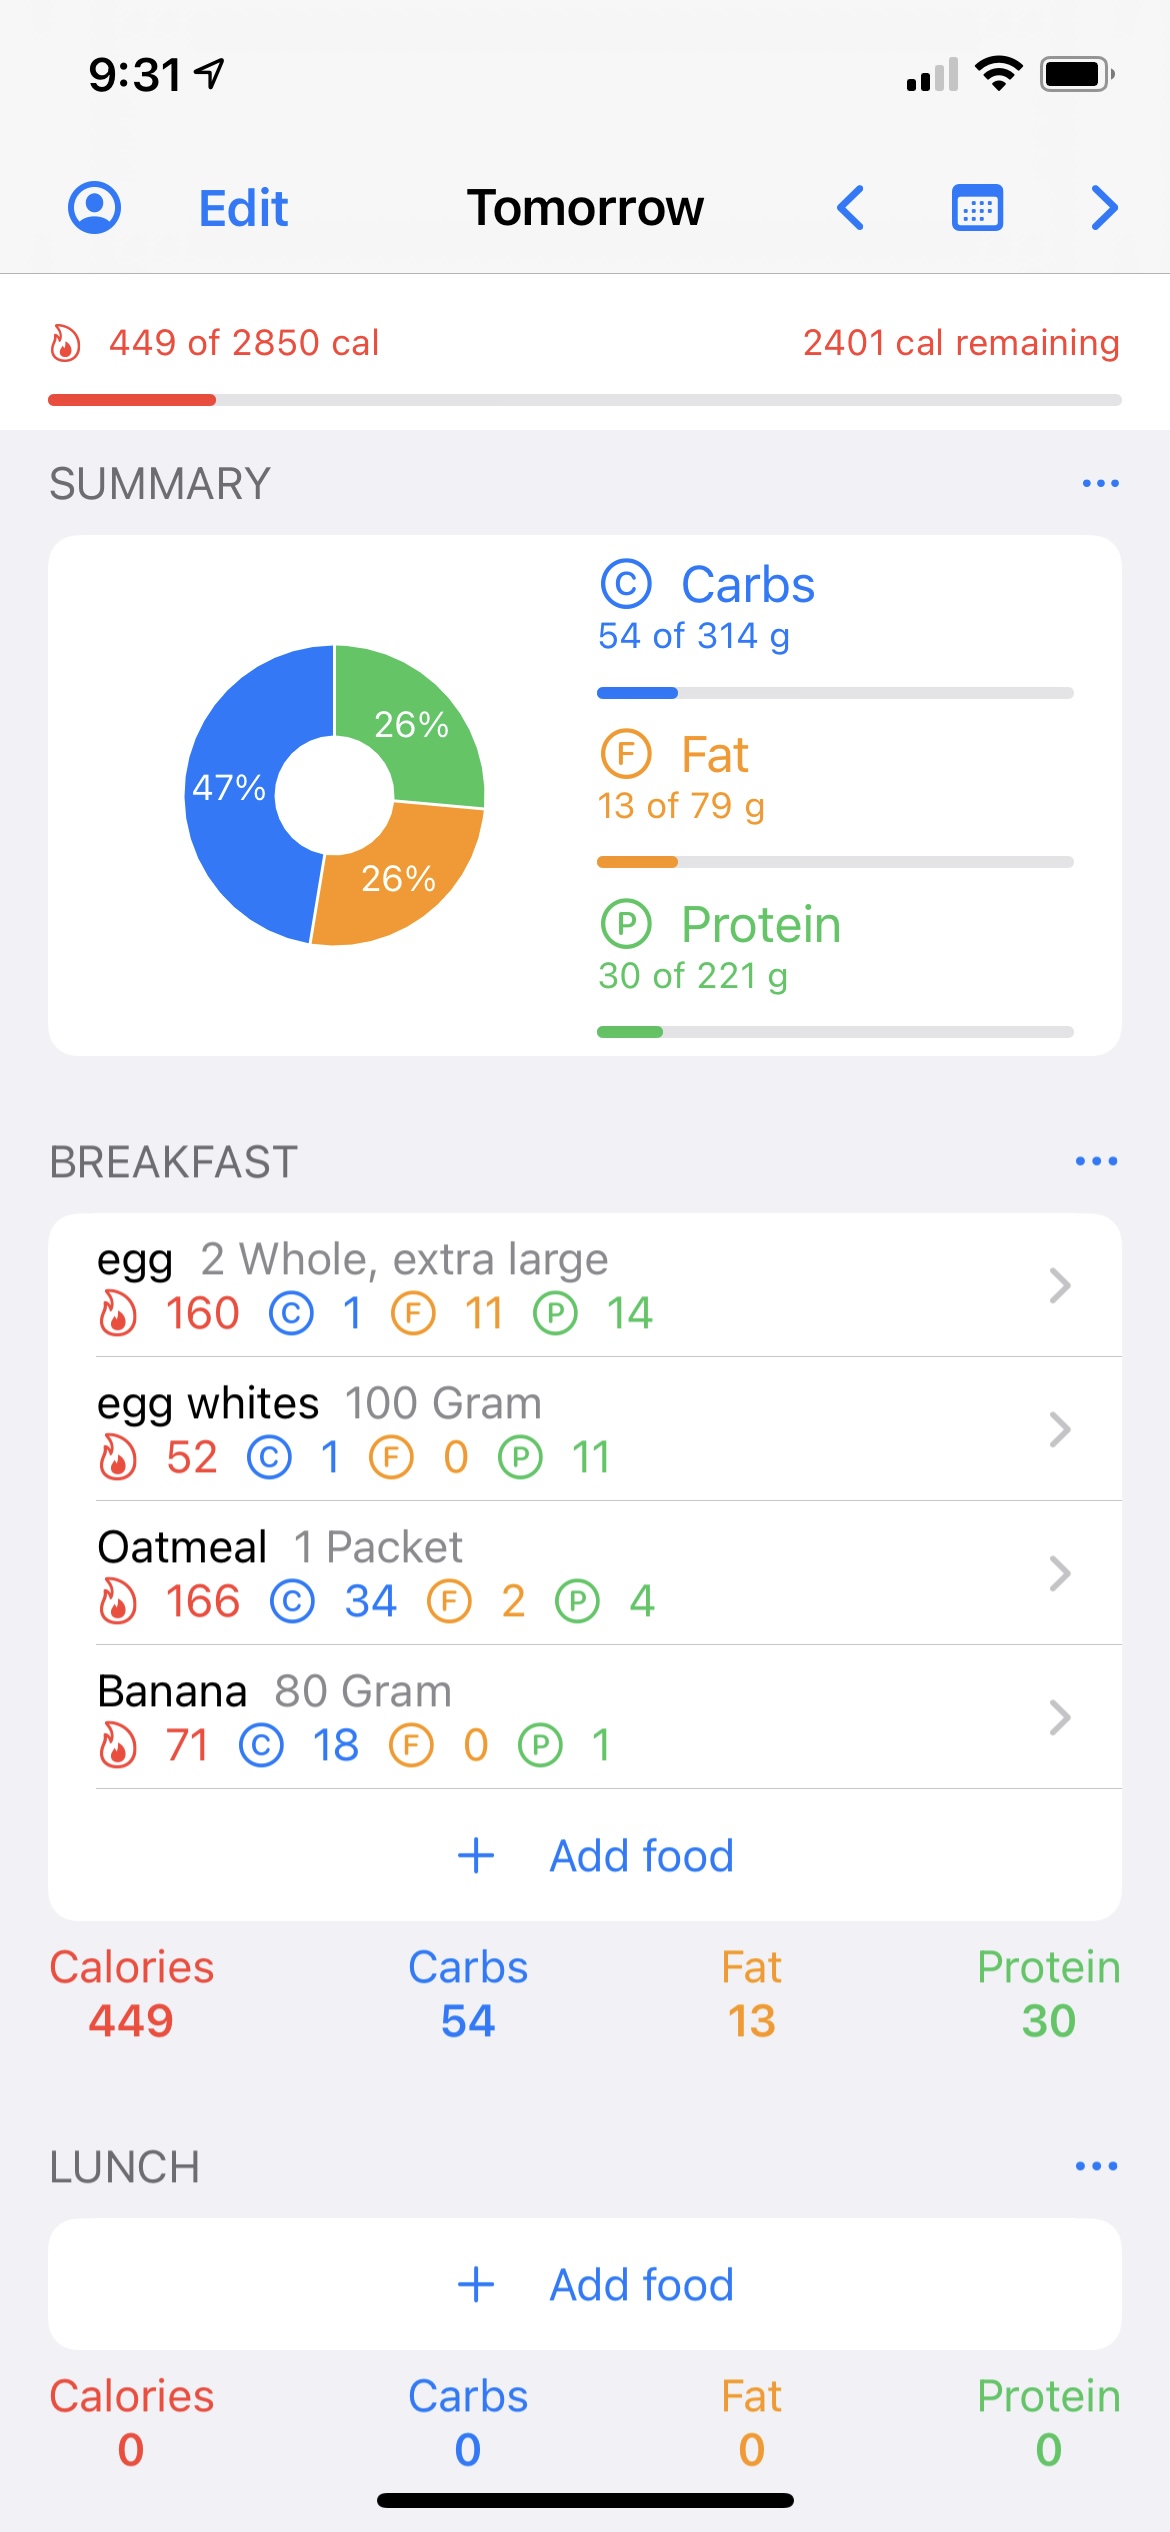 9:31
Edit Tomorrow
449 of 2850 cal 2401 cal remaining
SUMMARY
C Carbs
54 of 314 g
26%
47%
F Fat
13 of 79 g
26%
P Protein
30 of 221 g
BREAKFAST
egg 2 Whole, extra large
160 C 1 F 11 P 14
egg whites 100 Gram
52 C 1 F 0 P 11
Oatmeal 1 Packet
166 C 34 F 2 P 4
Banana 80 Gram
71 C 18 F 0 P 1
+ Add food
Calories Carbs Fat Protein
449 54 13 30
LUNCH
+ Add food
Calories Carbs Fat Protein
0 0 0 0